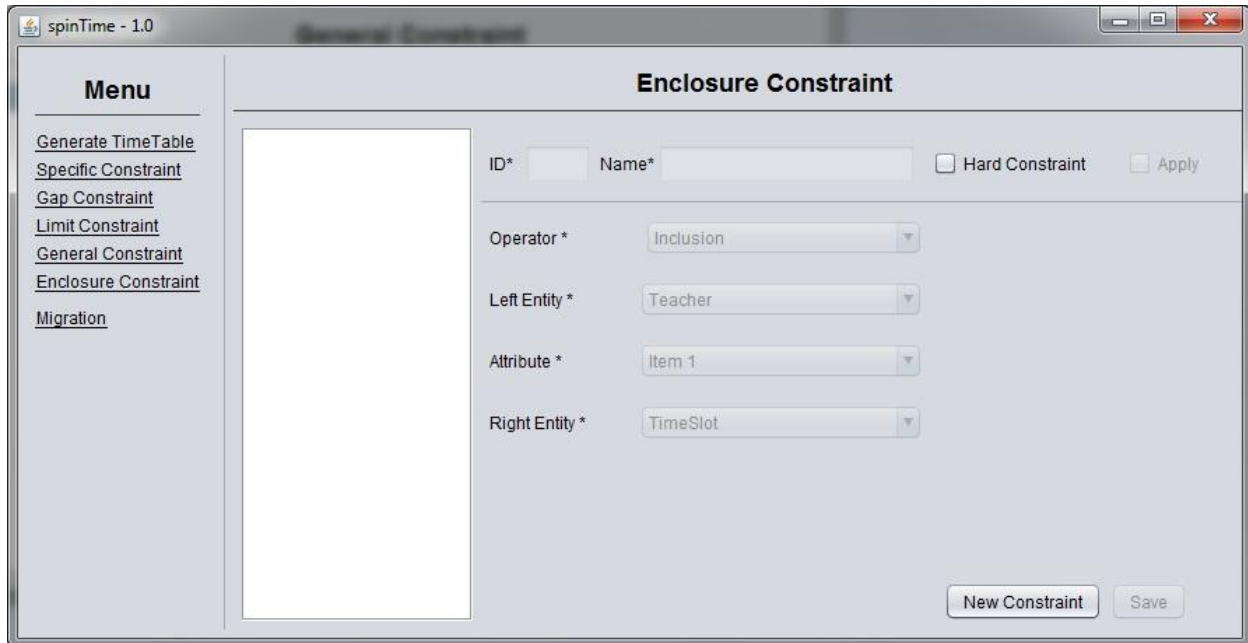 spinTime - 1.0
General Constraint
Menu
Generate TimeTable
Specific Constraint
Gap Constraint
Limit Constraint
General Constraint
Enclosure Constraint
Migration
Enclosure Constraint
ID* Name* Hard Constraint Apply
Operator * Inclusion
Left Entity * Teacher
Attribute * Item 1
Right Entity * TimeSlot
New Constraint Save